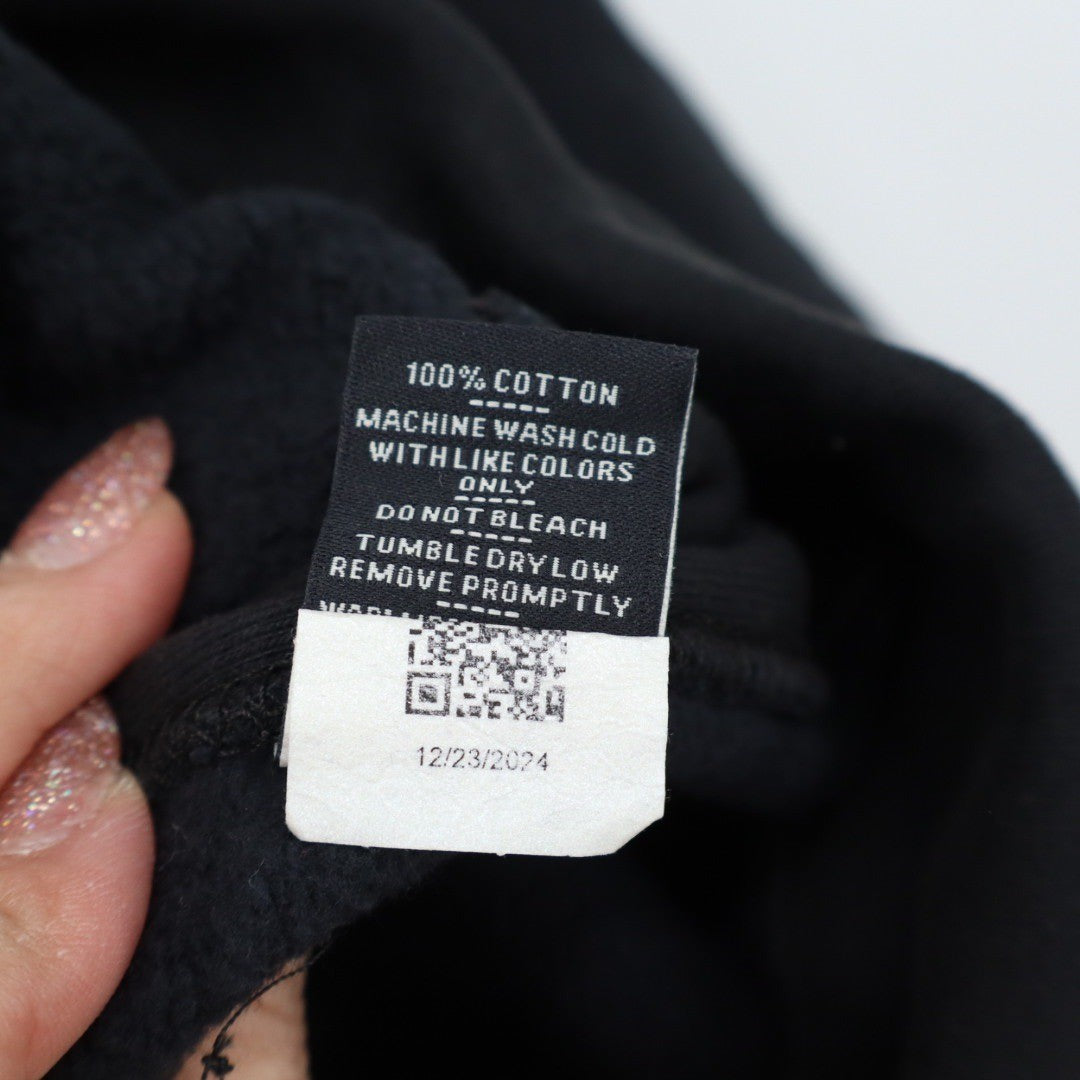 100% COTTON
-----
MACHINE WASH COLD
WITH LIKE COLORS
ONLY
-----
DO NOT BLEACH
-----
TUMBLE DRY LOW
REMOVE PROMPTLY
-----
12/23/2024